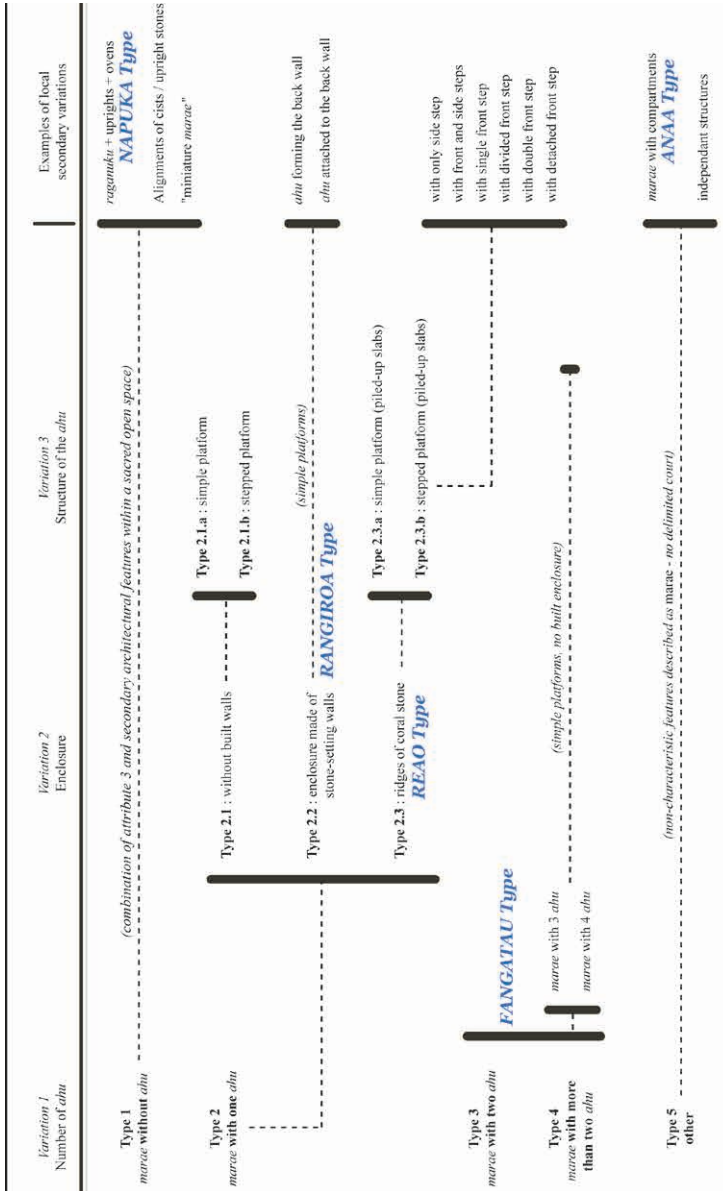 Variation 1
Number of ahu
Variation 2
Enclosure
Variation 3
Structure of the ahu
Examples of local
secondary variations
Type 1
marae without ahu
(combination of attribute 3 and secondary architectural features within a sacred open space)
raganuku + uprights + ovens
NAPUKA Type
Alignments of cists / upright stones
"miniature marae"
Type 2
marae with one ahu
Type 2.1 : without built walls
Type 2.1.a : simple platform
Type 2.1.b : stepped platform
Type 2.2 : enclosure made of
stone-setting walls
RANGIROA Type
(simple platforms)
ahu forming the back wall
ahu attached to the back wall
Type 2.3 : ridges of coral stone
REAO Type
Type 2.3.a : simple platform (piled-up slabs)
Type 2.3.b : stepped platform (piled-up slabs)
with only side step
with front and side steps
with single front step
with divided front step
with double front step
with detached front step
Type 3
marae with two ahu
FANGATAU Type
Type 4
marae with more
than two ahu
marae with 3 ahu
marae with 4 ahu
(simple platforms, no built enclosure)
Type 5
other
(non-characteristic features described as marae - no delimited court)
marae with compartments
ANAA Type
independant structures